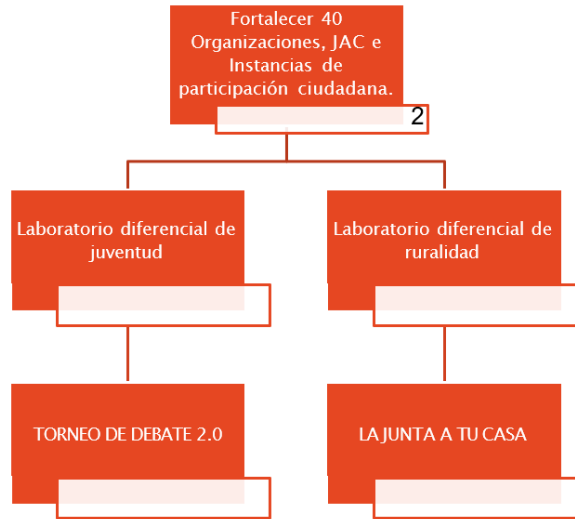 Fortalecer 40
Organizaciones, JAC e
Instancias de
participación ciudadana.
2
Laboratorio diferencial de
juventud
Laboratorio diferencial de
ruralidad
TORNEO DE DEBATE 2.0
LA JUNTA A TU CASA